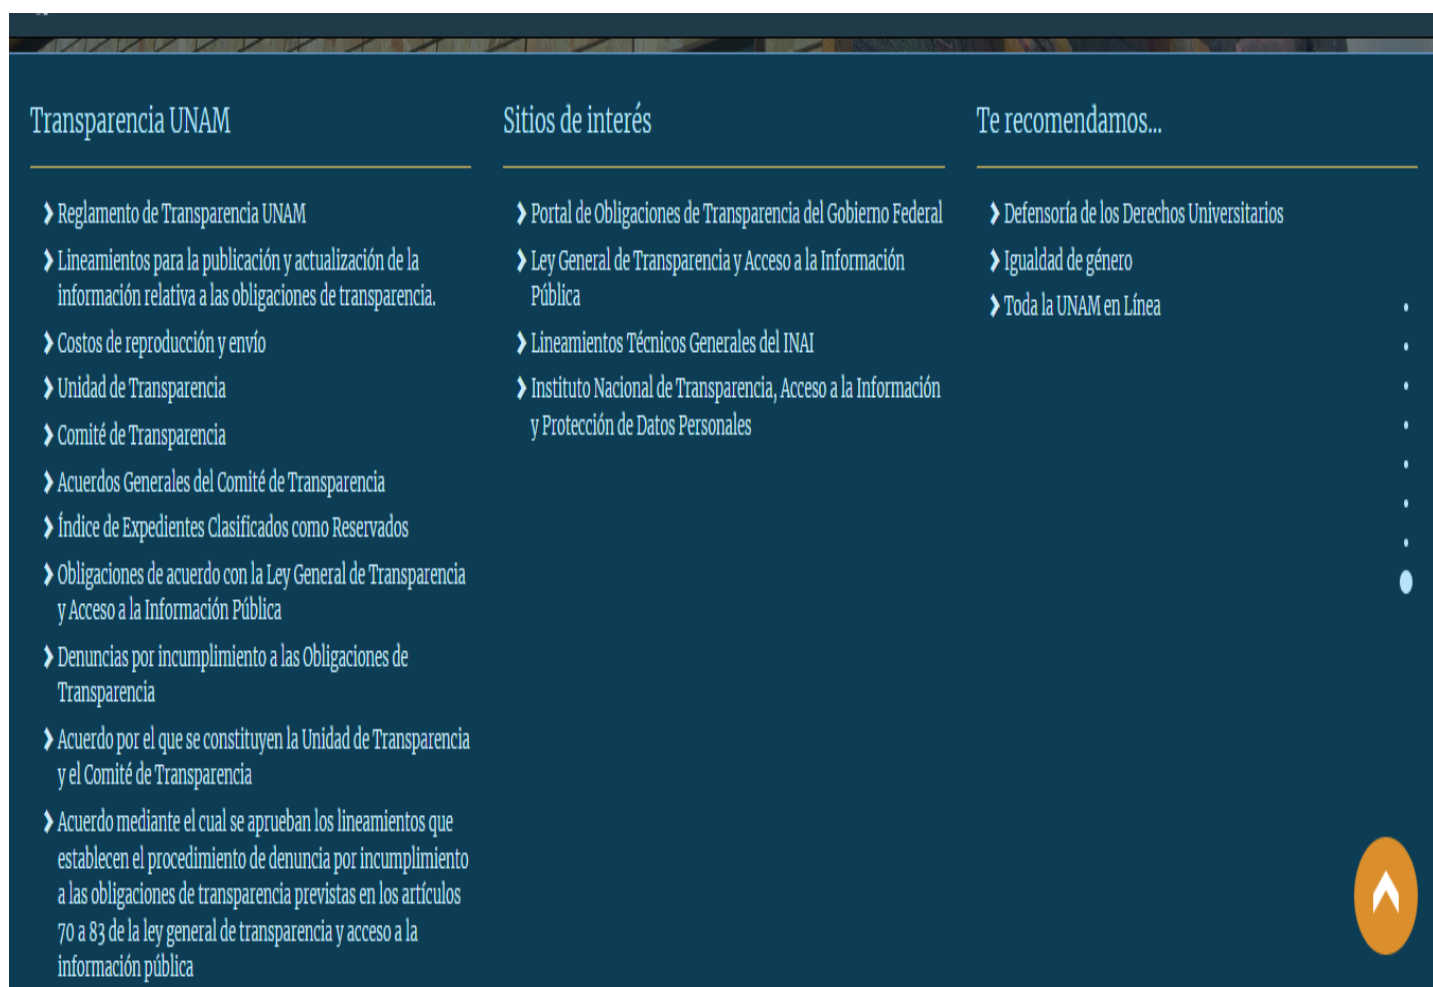 Transparencia UNAM
Reglamento de Transparencia UNAM
Lineamientos para la publicación y actualización de la
información relativa a las obligaciones de transparencia.
Costos de reproducción y envío
Unidad de Transparencia
Comité de Transparencia
Acuerdos Generales del Comité de Transparencia
Índice de Expedientes Clasificados como Reservados
Obligaciones de acuerdo con la Ley General de Transparencia
y Acceso a la Información Pública
Denuncias por incumplimiento a las Obligaciones de
Transparencia
Acuerdo por el que se constituyen la Unidad de Transparencia
y el Comité de Transparencia
Acuerdo mediante el cual se aprueban los lineamientos que
establecen el procedimiento de denuncia por incumplimiento
a las obligaciones de transparencia previstas en los artículos
70 a 83 de la ley general de transparencia y acceso a la
información pública
Sitios de interés
Portal de Obligaciones de Transparencia del Gobierno Federal
Ley General de Transparencia y Acceso a la Información
Pública
Lineamientos Técnicos Generales del INAI
Instituto Nacional de Transparencia, Acceso a la Información
y Protección de Datos Personales
Te recomendamos...
Defensoría de los Derechos Universitarios
Igualdad de género
Toda la UNAM en Línea